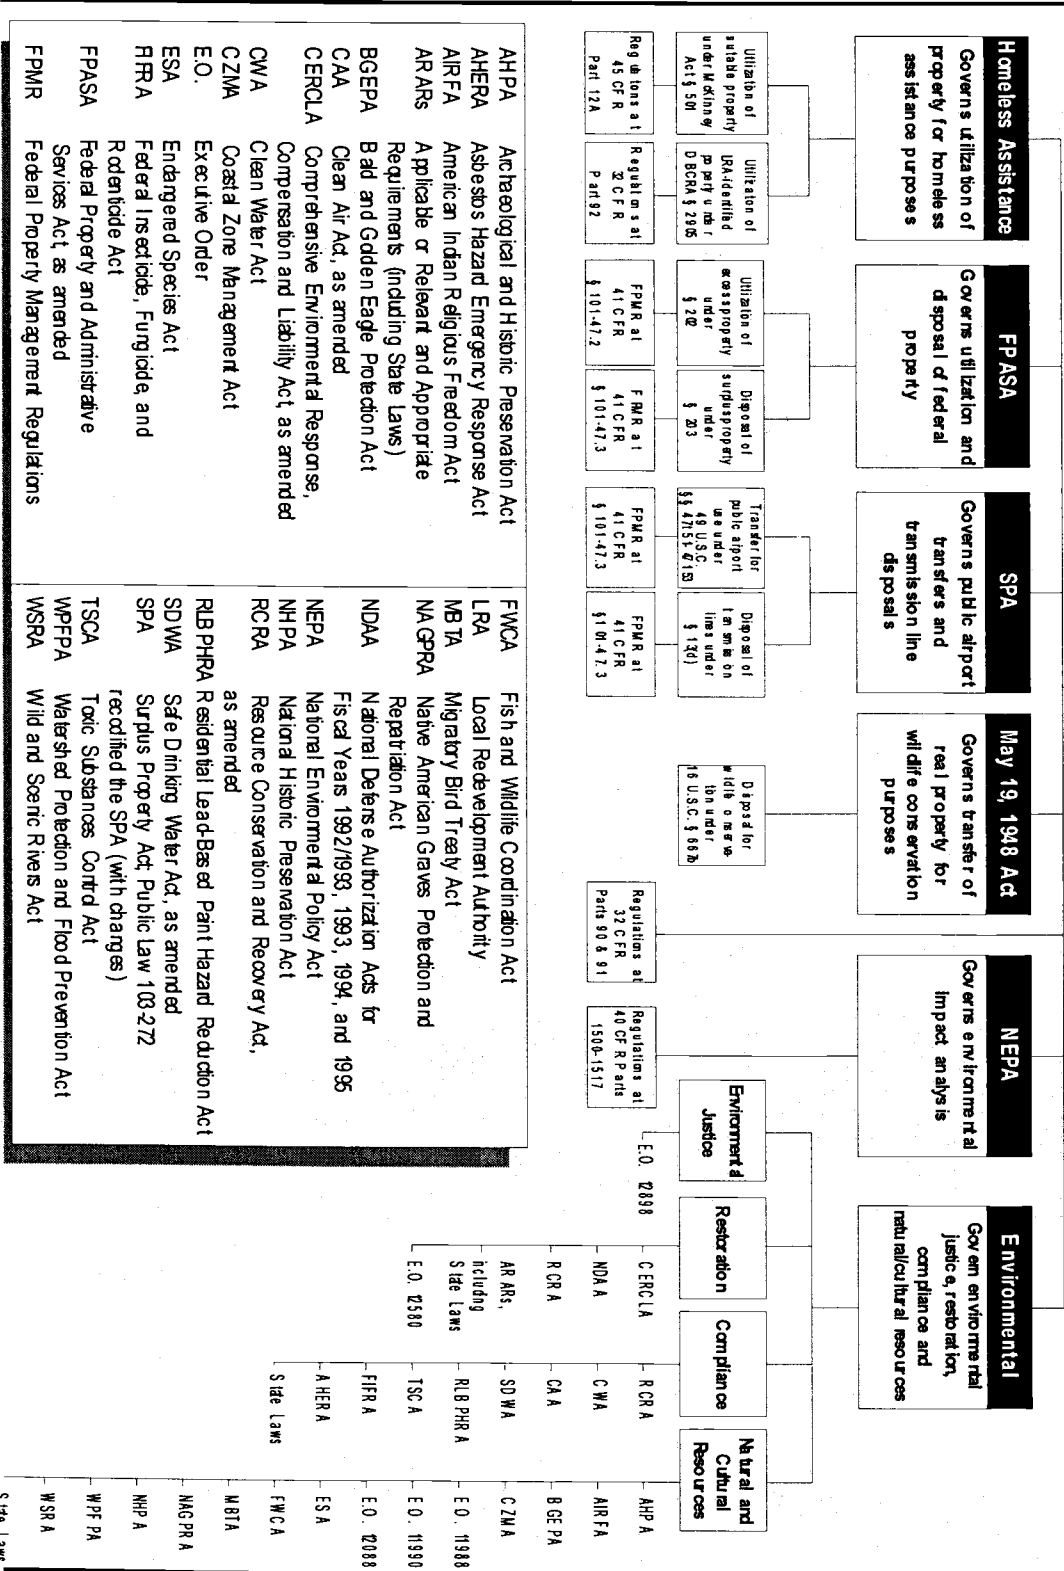 Homeless Assistance
Governs utilization of
property for homeless
assistance purposes
FPASA
Governs utilization and
disposal of federal
property
SPA
Governs public airport
transfers and
transmission line
disposals
May 19, 1948 Act
Governs transfer of
real property for
wildlife conservation
purposes
NEPA
Governs environmental
impact analysis
Environmental
Govern environmental
justice, restoration,
compliance and
natural/cultural resources
Utilization of
suitable property
under McKinney
Act § 501
Utilization of
LRA-identified
property under
DBCRA § 2905
Utilization of
excess property
under
§ 202
Disposal of
surplus property
under
§ 203
Transfer for
public airport
use under
49 U.S.C.
§§ 47151-47153
Disposal of
transmission
lines under
§ 13(d)
Disposal for
wildlife conserva-
tion under
16 U.S.C. § 667b
Regulations at
45 CFR
Part 12A
Regulations at
32 CFR
Part 92
FPMR at
41 CFR
§ 101-47.2
FPMR at
41 CFR
§ 101-47.3
FPMR at
41 CFR
§ 101-47.3
FPMR at
41 CFR
§ 101-47.3
Regulations at
32 CFR
Parts 90 & 91
Regulations at
40 CFR Parts
1500-1517
Environmental
Justice
E.O. 12898
Restoration
CERCLA
NDAA
RCRA
ARARs,
including
State Laws
E.O. 12580
Compliance
RCRA
CWA
CAA
SDWA
RLBPHRA
TSCA
FIFRA
AHERA
State Laws
Natural and
Cultural
Resources
AHPA
AIRFA
BGEPA
CZMA
E.O. 11988
E.O. 11990
E.O. 12088
ESA
FWCA
MBTA
NAGPRA
NHPA
WPFPA
WSRA
State Laws
AHPA Archaeological and Historic Preservation Act
AHERA Asbestos Hazard Emergency Response Act
AIRFA American Indian Religious Freedom Act
ARARs Applicable or Relevant and Appropriate
Requirements (including State Laws)
BGEPA Bald and Golden Eagle Protection Act
CAA Clean Air Act, as amended
CERCLA Comprehensive Environmental Response,
Compensation and Liability Act, as amended
CWA Clean Water Act
CZMA Coastal Zone Management Act
E.O. Executive Order
ESA Endangered Species Act
FIFRA Federal Insecticide, Fungicide, and
Rodenticide Act
FPASA Federal Property and Administrative
Services Act, as amended
FPMR Federal Property Management Regulations
FWCA Fish and Wildlife Coordination Act
LRA Local Redevelopment Authority
MBTA Migratory Bird Treaty Act
NAGPRA Native American Graves Protection and
Repatriation Act
NDAA National Defense Authorization Acts for
Fiscal Years 1992/1993, 1993, 1994, and 1995
NEPA National Environmental Policy Act
NHPA National Historic Preservation Act
RCRA Resource Conservation and Recovery Act,
as amended
RLBPHRA Residential Lead-Based Paint Hazard Reduction Act
SDWA Safe Drinking Water Act, as amended
SPA Surplus Property Act; Public Law 103-272
recodified the SPA (with changes)
TSCA Toxic Substances Control Act
WPFPA Watershed Protection and Flood Prevention Act
WSRA Wild and Scenic Rivers Act